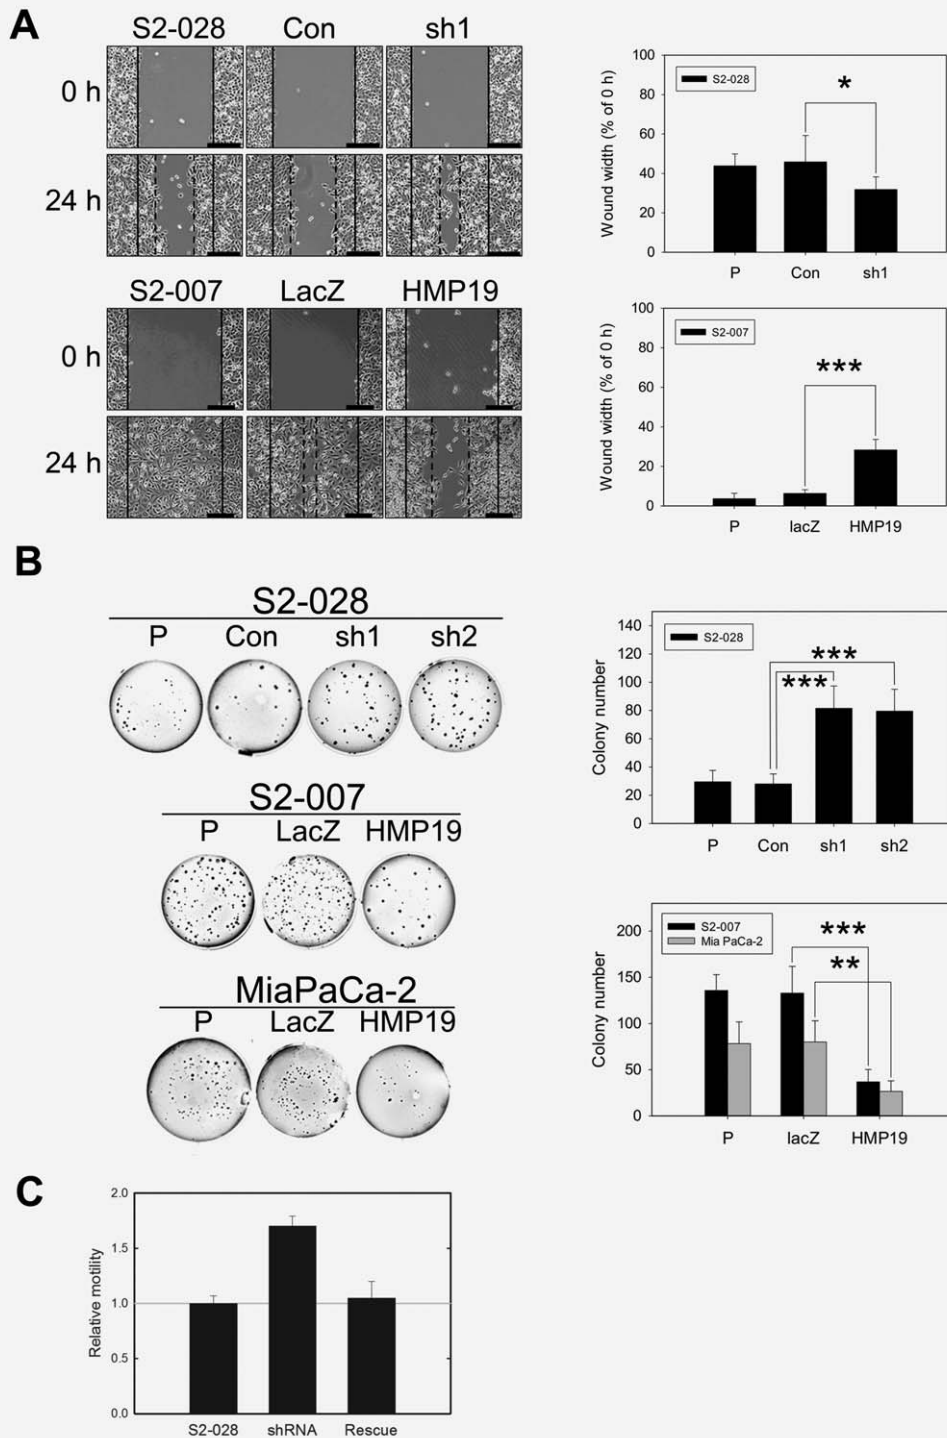 A
S2-028 Con sh1
0 h
24 h
S2-007 LacZ HMP19
0 h
24 h
Wound width (% of 0 h)
100
80
60
40
20
0
S2-028
*
P Con sh1
Wound width (% of 0 h)
100
80
60
40
20
0
S2-007
***
P lacZ HMP19
B
S2-028
P Con sh1 sh2
S2-007
P LacZ HMP19
MiaPaCa-2
P LacZ HMP19
Colony number
140
120
100
80
60
40
20
0
S2-028
***
***
P Con sh1 sh2
Colony number
200
150
100
50
0
S2-007
Mia PaCa-2
***
**
P lacZ HMP19
C
Relative motility
2.0
1.5
1.0
0.5
0.0
S2-028 shRNA Rescue